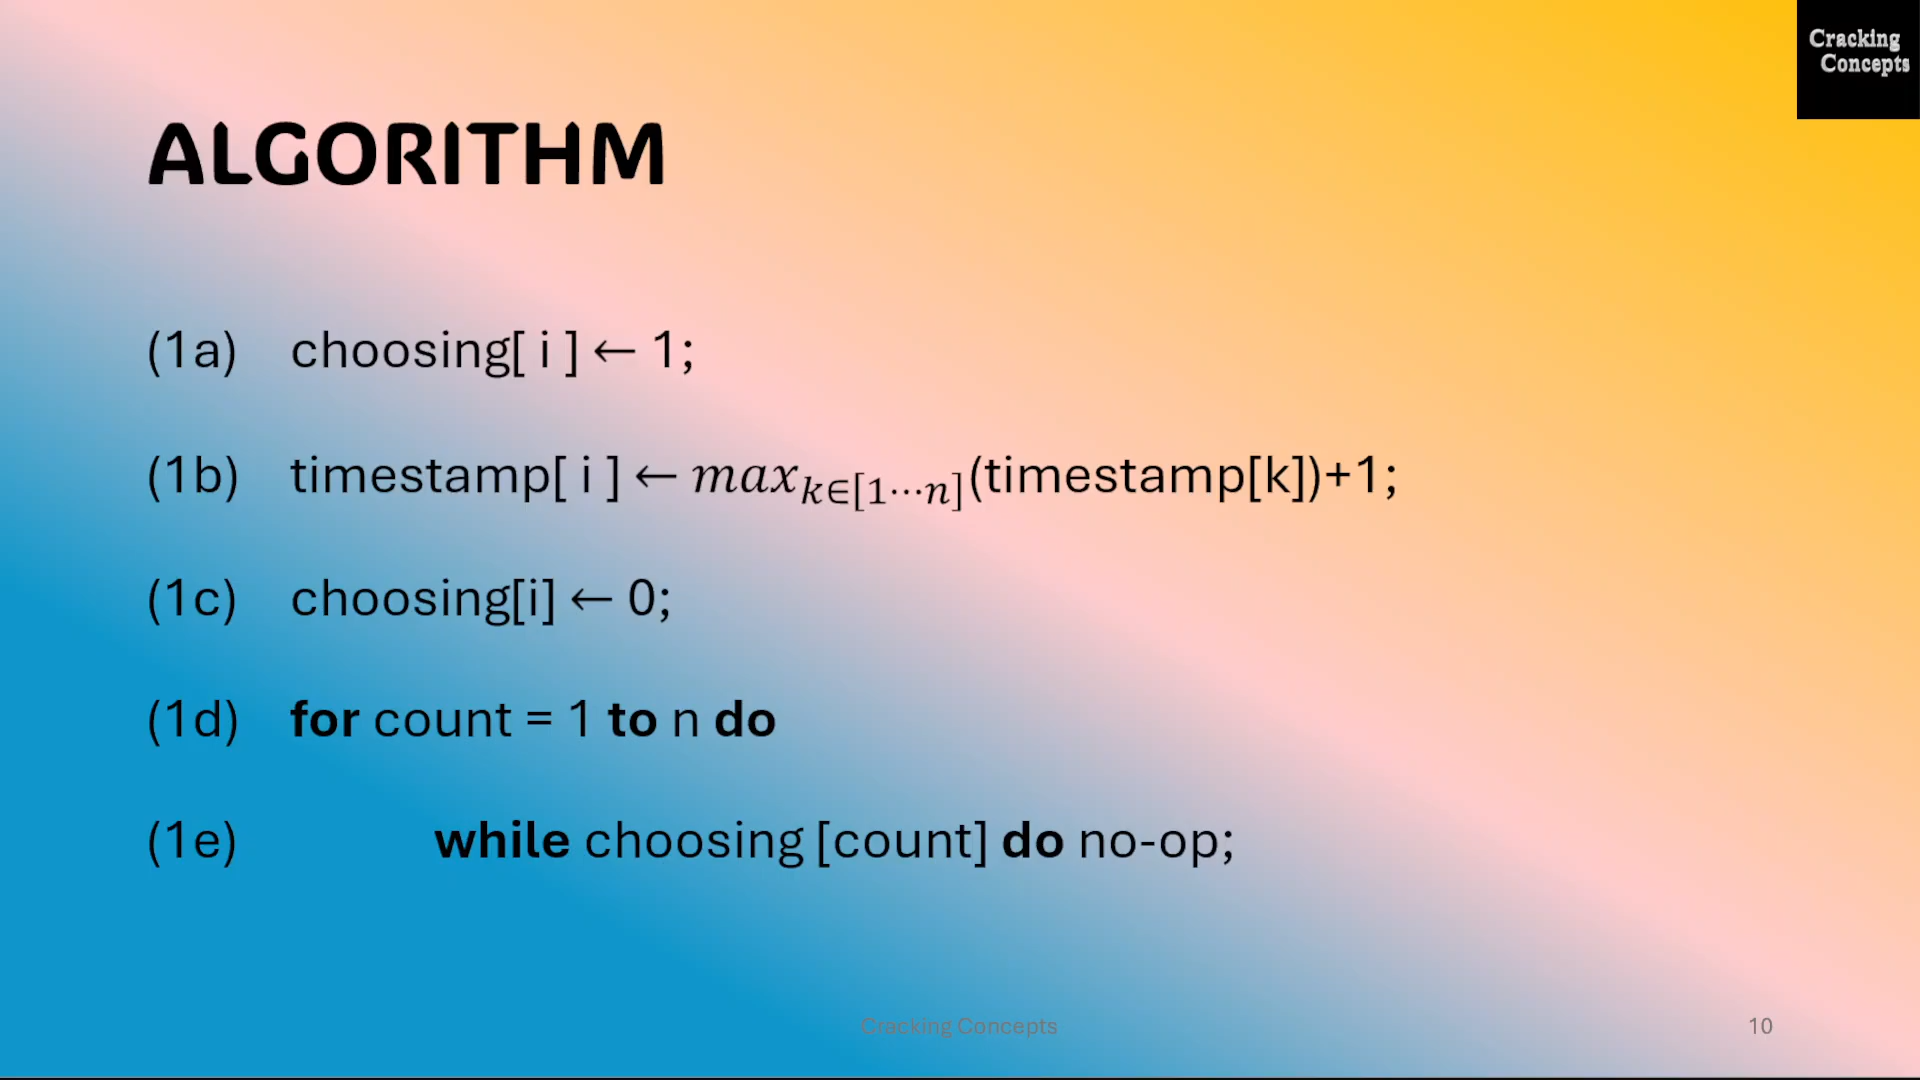 Cracking
Concepts
ALGORITHM
(1a) choosing[ i ] ← 1;
(1b) timestamp[ i ] ← max_{k∈[1⋯n]}(timestamp[k])+1;
(1c) choosing[i] ← 0;
(1d) for count = 1 to n do
(1e) while choosing [count] do no-op;
Cracking Concepts
10